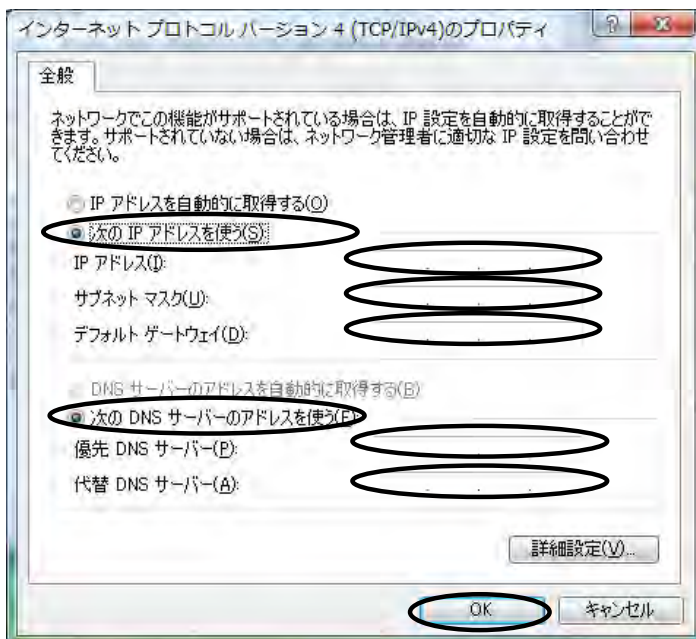 インターネット プロトコル バージョン 4 (TCP/IPv4)のプロパティ
全般
ネットワークでこの機能がサポートされている場合は、IP 設定を自動的に取得することがで
きます。サポートされていない場合は、ネットワーク管理者に適切な IP 設定を問い合わせ
てください。
IP アドレスを自動的に取得する(O)
次の IP アドレスを使う(S):
IP アドレス(I):
サブネット マスク(U):
デフォルト ゲートウェイ(D):
DNS サーバーのアドレスを自動的に取得する(B)
次の DNS サーバーのアドレスを使う(E):
優先 DNS サーバー(P):
代替 DNS サーバー(A):
詳細設定(V)...
OK キャンセル